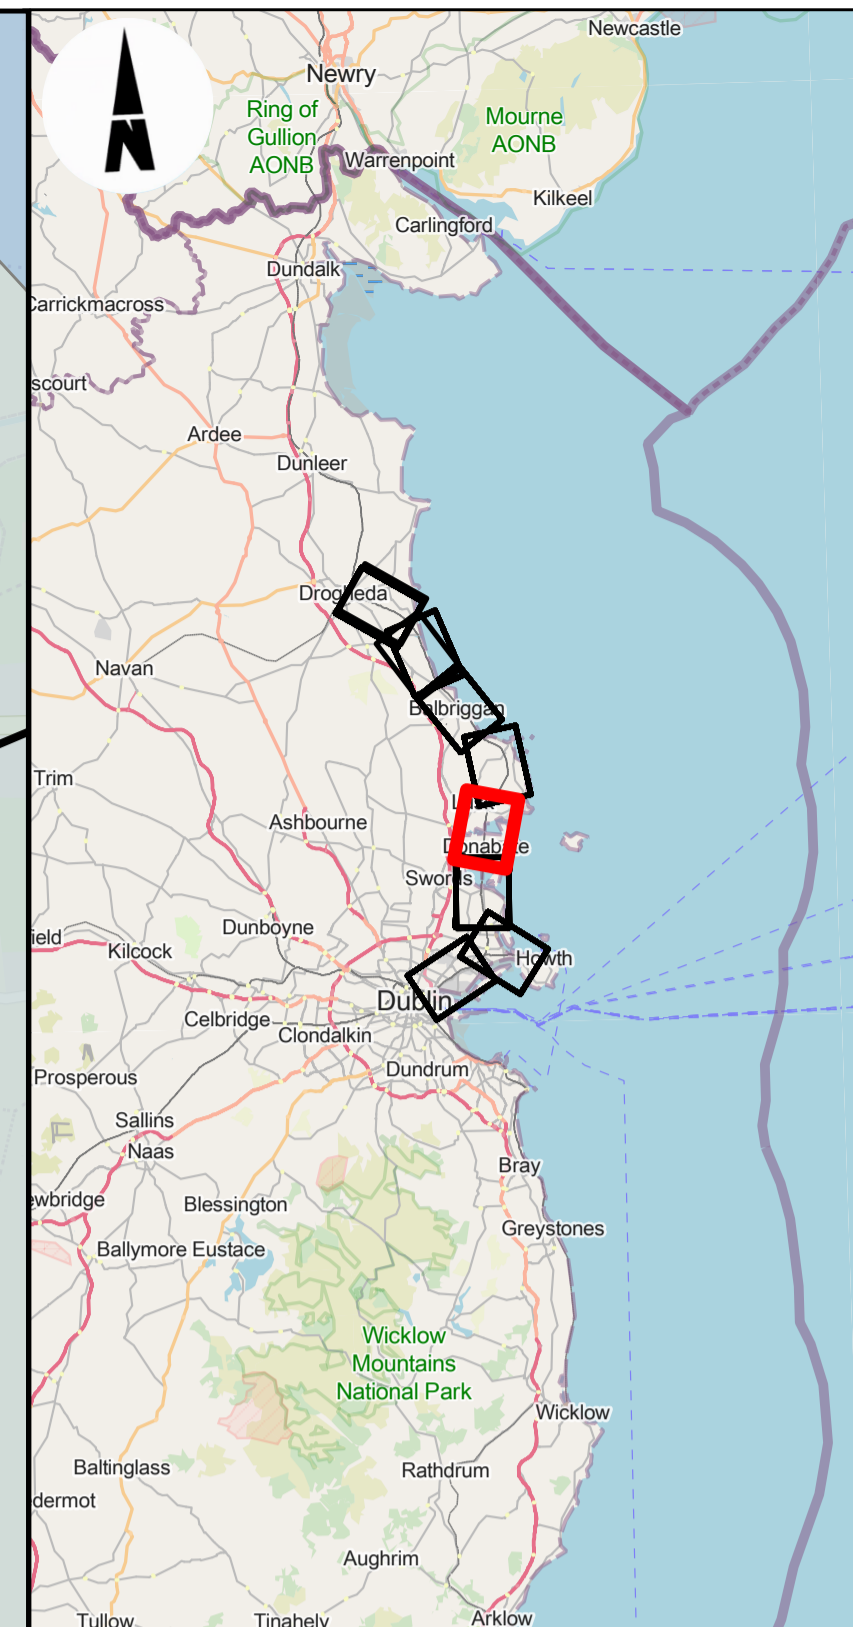 Newcastle
Newry
Ring of
Gullion
AONB
Mourne
AONB
N
Warrenpoint
Kilkeel
Carlingford
Dundalk
Carrickmacross
scourt
Ardee
Dunleer
Drogheda
Navan
Balbriggan
Trim
Lusk
Ashbourne
Donabate
Swords
Dunboyne
ield
Kilcock
Howth
Dublin
Celbridge
Clondalkin
Dundrum
Prosperous
Sallins
Naas
Bray
ewbridge
Blessington
Greystones
Ballymore Eustace
Wicklow
Mountains
National Park
Wicklow
Baltinglass
Rathdrum
dermot
Aughrim
Tullow
Tinahely
Arklow